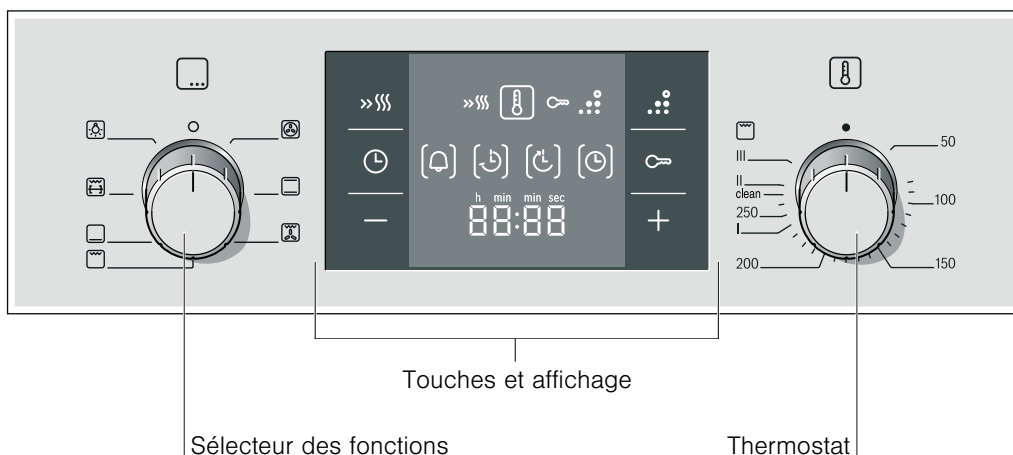 h min min sec
88:88
50
III
II
clean
100
250
I
200
150
Touches et affichage
Sélecteur des fonctions
Thermostat